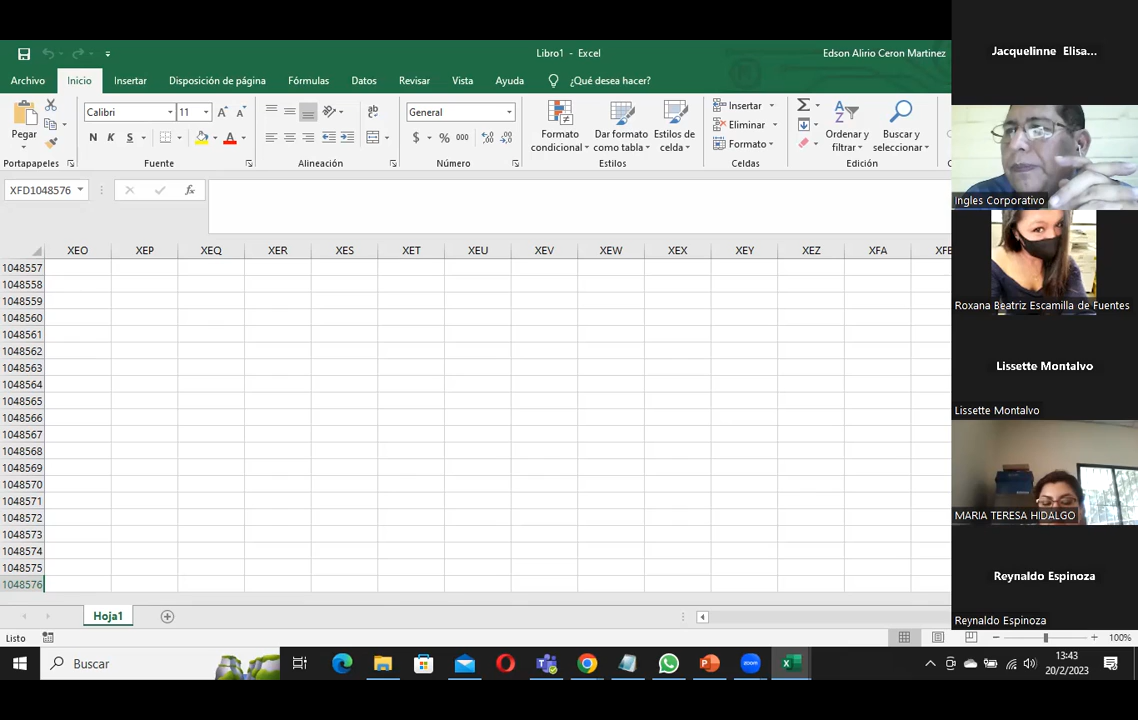 Libro1 - Excel
Edson Alirio Ceron Martinez
Archivo Inicio Insertar Disposición de página Fórmulas Datos Revisar Vista Ayuda ¿Qué desea hacer?
Pegar
Portapapeles
Calibri 11
N K S
Fuente
Alineación
General
$ % 000
Número
Formato condicional
Dar formato como tabla
Estilos de celda
Estilos
Insertar
Eliminar
Formato
Celdas
Ordenar y filtrar
Buscar y seleccionar
Edición
XFD1048576
fx
XEO XEP XEQ XER XES XET XEU XEV XEW XEX XEY XEZ XFA XFB
1048557
1048558
1048559
1048560
1048561
1048562
1048563
1048564
1048565
1048566
1048567
1048568
1048569
1048570
1048571
1048572
1048573
1048574
1048575
1048576
Hoja1
Listo
100%
Buscar
13:43
20/2/2023
Jacquelinne Elisa...
Ingles Corporativo
Roxana Beatriz Escamilla de Fuentes
Lissette Montalvo
Lissette Montalvo
MARIA TERESA HIDALGO
Reynaldo Espinoza
Reynaldo Espinoza